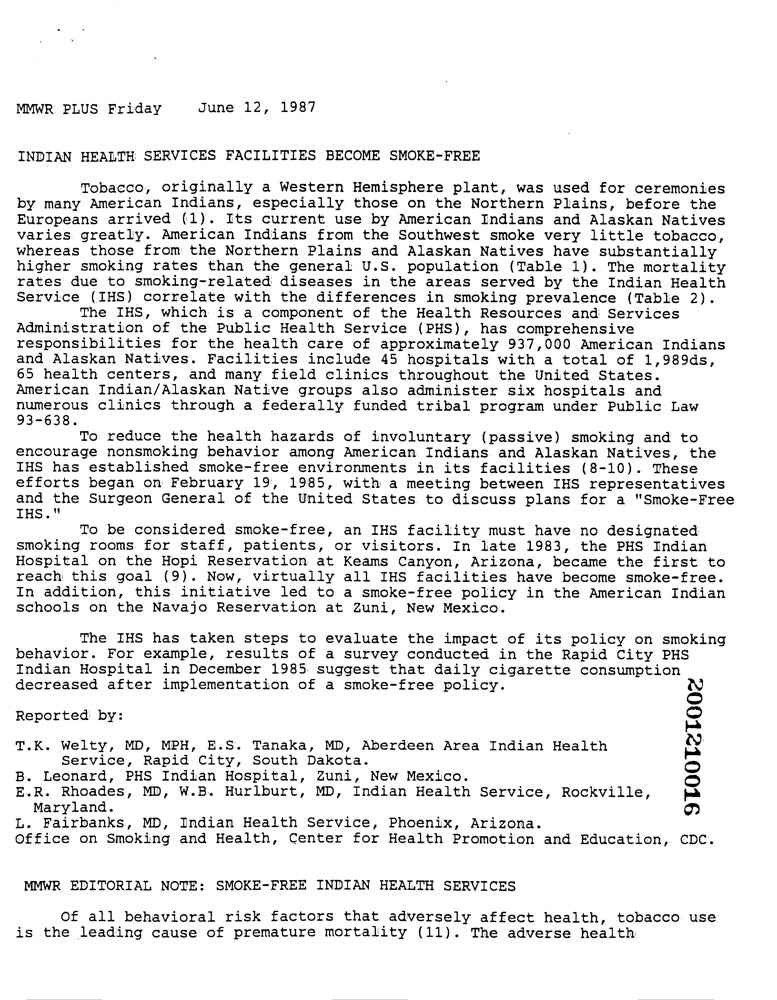 MMWR PLUS Friday    June 12, 1987
INDIAN HEALTH SERVICES FACILITIES BECOME SMOKE-FREE
Tobacco, originally a Western Hemisphere plant, was used for ceremonies
by many American Indians, especially those on the Northern Plains, before the
Europeans arrived (1). Its current use by American Indians and Alaskan Natives
varies greatly. American Indians from the Southwest smoke very little tobacco,
whereas those from the Northern Plains and Alaskan Natives have substantially
higher smoking rates than the general U.S. population (Table 1). The mortality
rates due to smoking-related diseases in the areas served by the Indian Health
Service (IHS) correlate with the differences in smoking prevalence (Table 2).
The IHS, which is a component of the Health Resources and Services
Administration of the Public Health Service (PHS), has comprehensive
responsibilities for the health care of approximately 937,000 American Indians
and Alaskan Natives. Facilities include 45 hospitals with a total of 1,989ds,
65 health centers, and many field clinics throughout the United States.
American Indian/Alaskan Native groups also administer six hospitals and
numerous clinics through a federally funded tribal program under Public Law
93-638.
To reduce the health hazards of involuntary (passive) smoking and to
encourage nonsmoking behavior among American Indians and Alaskan Natives, the
IHS has established smoke-free environments in its facilities (8-10). These
efforts began on February 19, 1985, with a meeting between IHS representatives
and the Surgeon General of the United States to discuss plans for a "Smoke-Free
IHS."
To be considered smoke-free, an IHS facility must have no designated
smoking rooms for staff, patients, or visitors. In late 1983, the PHS Indian
Hospital on the Hopi Reservation at Keams Canyon, Arizona, became the first to
reach this goal (9). Now, virtually all IHS facilities have become smoke-free.
In addition, this initiative led to a smoke-free policy in the American Indian
schools on the Navajo Reservation at Zuni, New Mexico.
The IHS has taken steps to evaluate the impact of its policy on smoking
behavior. For example, results of a survey conducted in the Rapid City PHS
Indian Hospital in December 1985 suggest that daily cigarette consumption
decreased after implementation of a smoke-free policy.
Reported by:
T.K. Welty, MD, MPH, E.S. Tanaka, MD, Aberdeen Area Indian Health
Service, Rapid City, South Dakota.
B. Leonard, PHS Indian Hospital, Zuni, New Mexico.
E.R. Rhoades, MD, W.B. Hurlburt, MD, Indian Health Service, Rockville,
Maryland.
L. Fairbanks, MD, Indian Health Service, Phoenix, Arizona.
Office on Smoking and Health, Center for Health Promotion and Education, CDC.
2001210016
MMWR EDITORIAL NOTE: SMOKE-FREE INDIAN HEALTH SERVICES
Of all behavioral risk factors that adversely affect health, tobacco use
is the leading cause of premature mortality (11). The adverse health